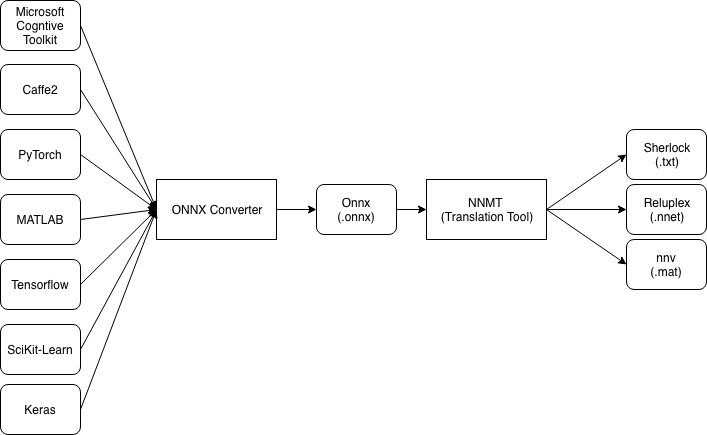 Microsoft
Cogntive
Toolkit
Caffe2
PyTorch
MATLAB
Tensorflow
SciKit-Learn
Keras
ONNX Converter
Onnx
(.onnx)
NNMT
(Translation Tool)
Sherlock
(.txt)
Reluplex
(.nnet)
nnv
(.mat)